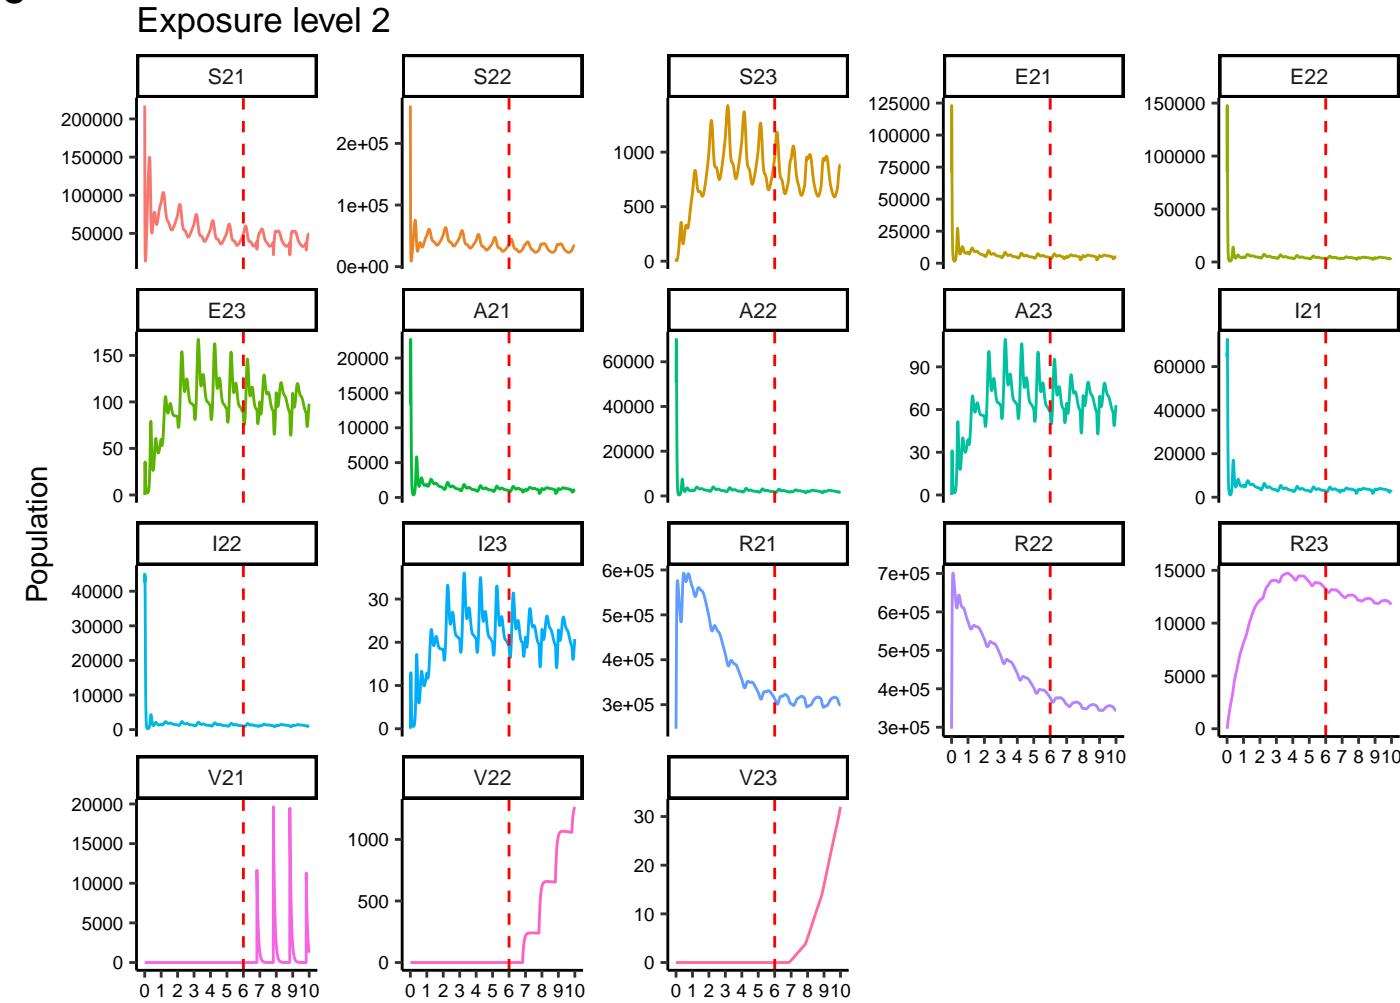 Exposure level 2
S21 S22 S23 E21 E22
200000 150000 100000 50000
2e+05 1e+05 0e+00
1000 500 0
125000 100000 75000 50000 25000 0
150000 100000 50000 0
E23 A21 A22 A23 I21
150 100 50 0
20000 15000 10000 5000 0
60000 40000 20000 0
90 60 30 0
60000 40000 20000 0
Population
I22 I23 R21 R22 R23
40000 30000 20000 10000 0
30 20 10 0
6e+05 5e+05 4e+05 3e+05
7e+05 6e+05 5e+05 4e+05 3e+05
15000 10000 5000 0
0 1 2 3 4 5 6 7 8 9 10
0 1 2 3 4 5 6 7 8 9 10
V21 V22 V23
20000 15000 10000 5000 0
1000 500 0
30 20 10 0
0 1 2 3 4 5 6 7 8 9 10
0 1 2 3 4 5 6 7 8 9 10
0 1 2 3 4 5 6 7 8 9 10